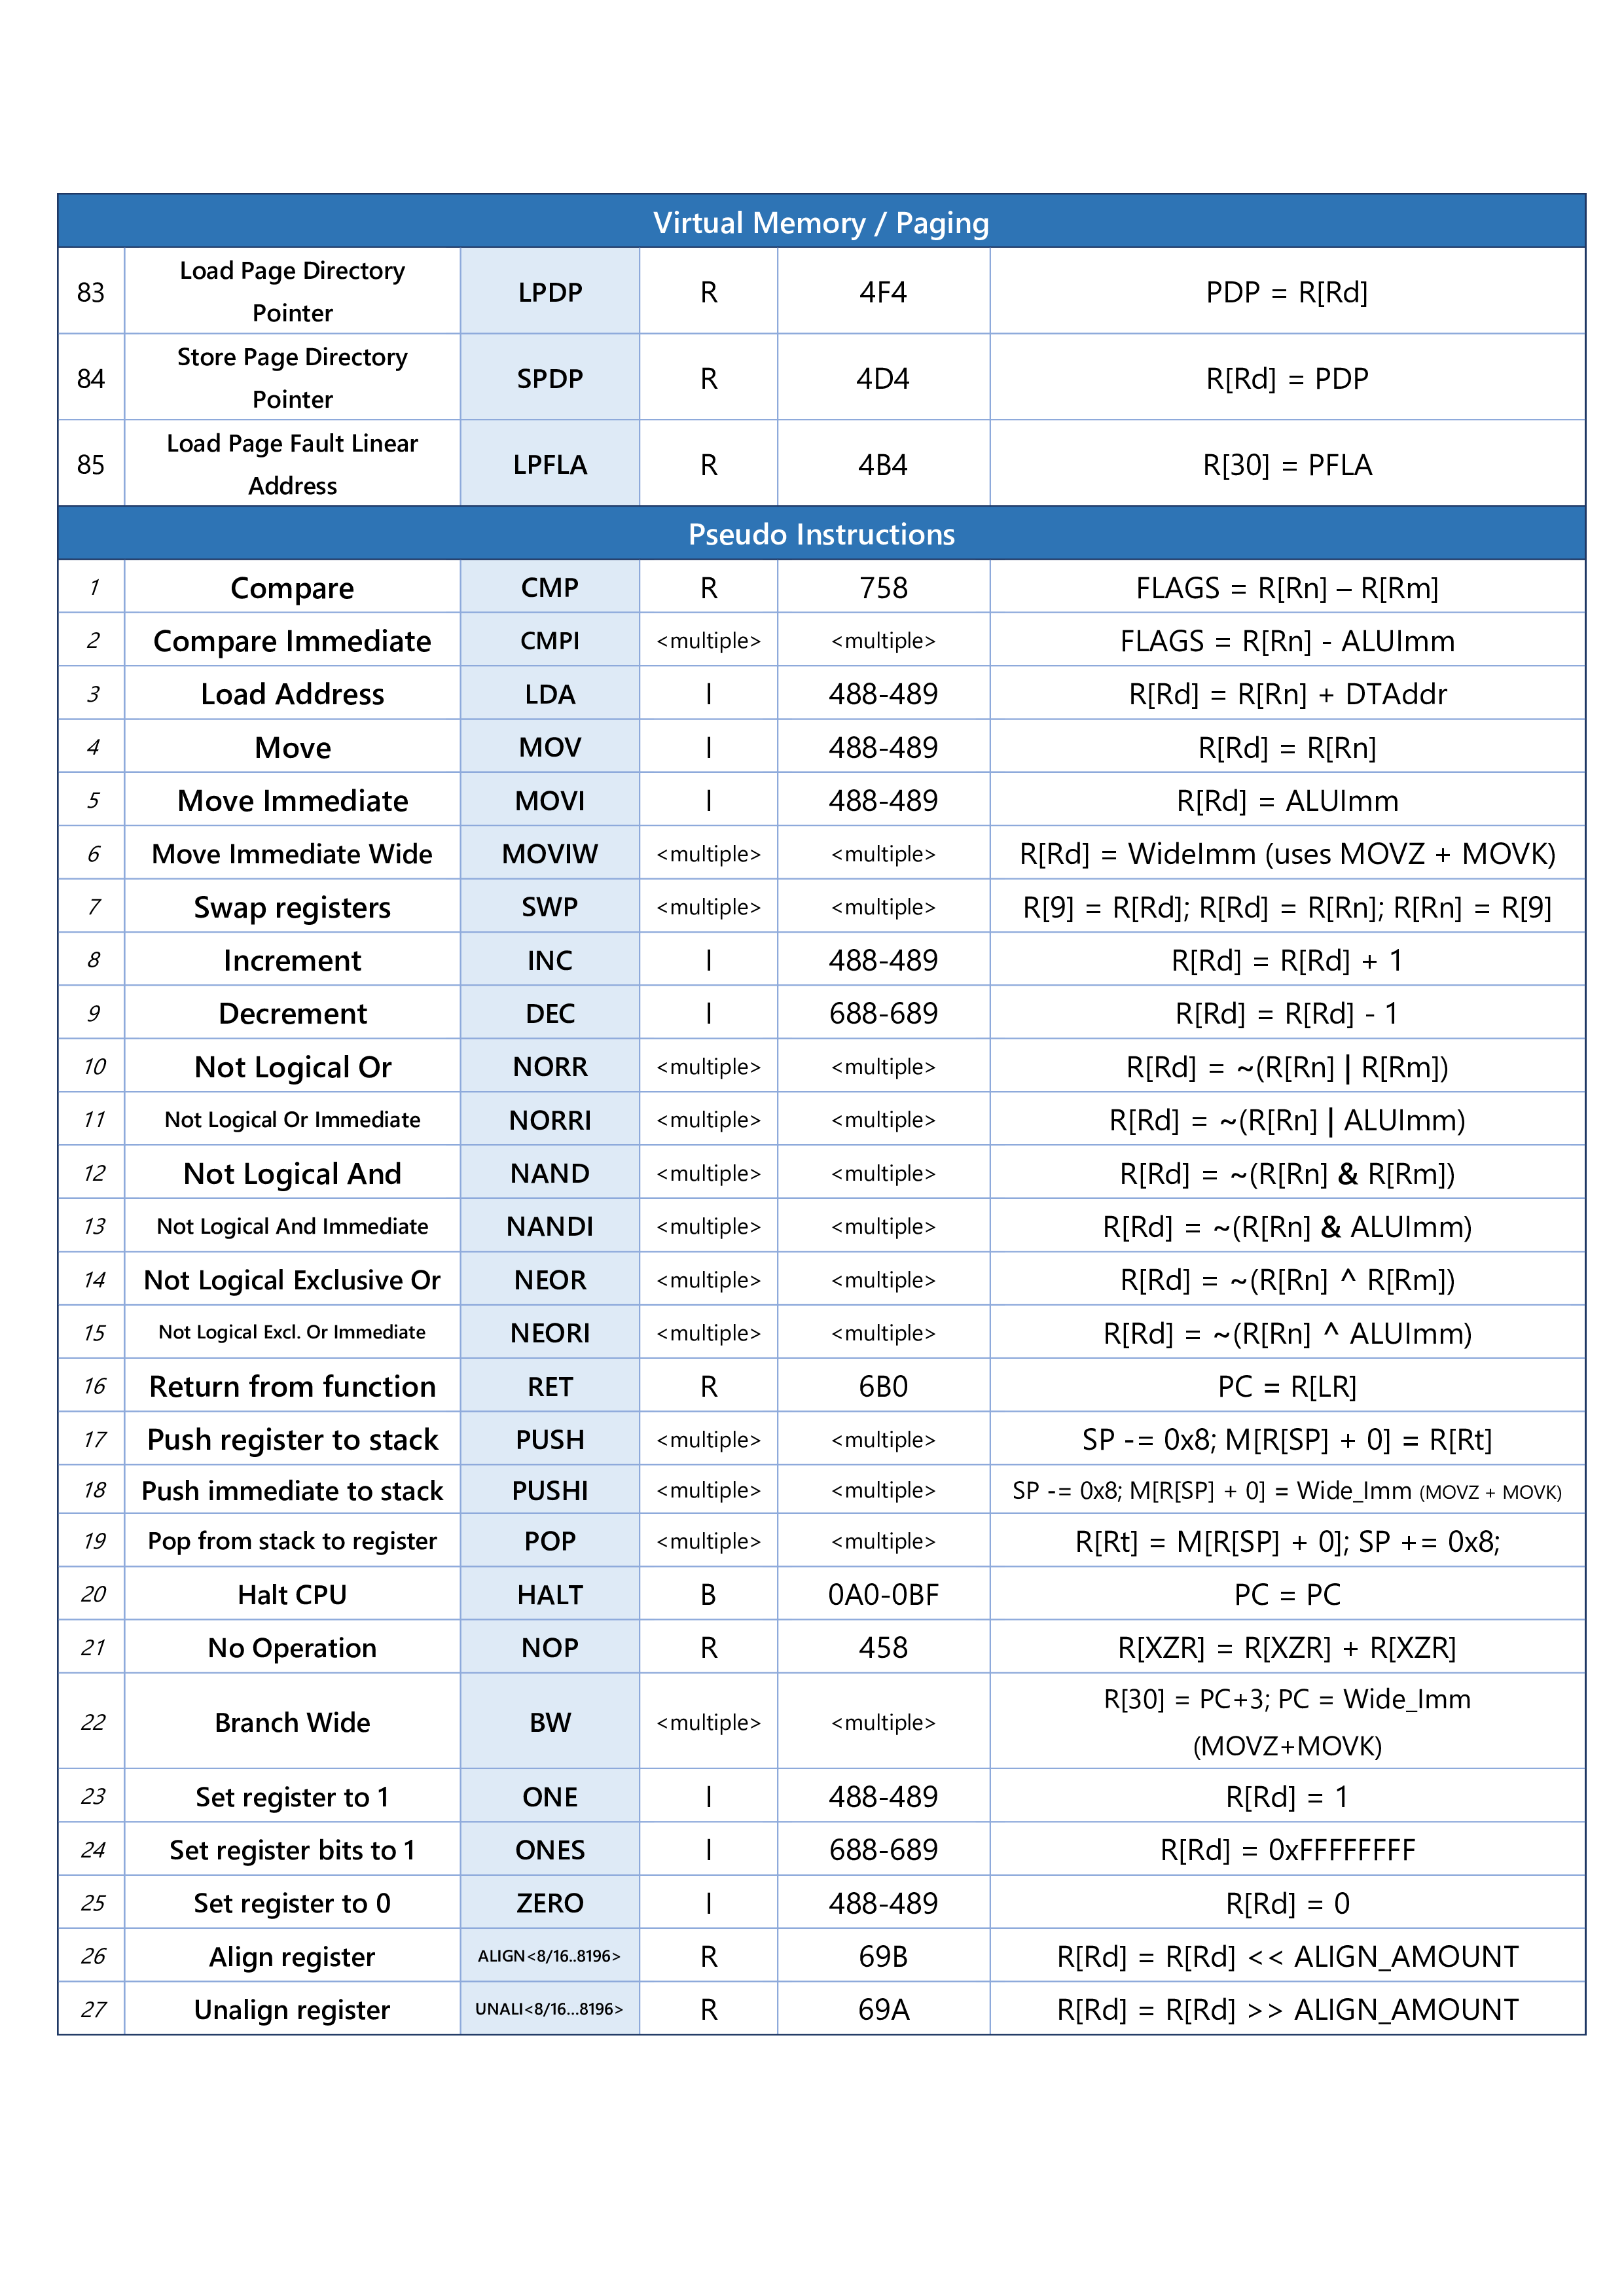 Virtual Memory / Paging
83 Load Page Directory Pointer LPDP R 4F4 PDP = R[Rd]
84 Store Page Directory Pointer SPDP R 4D4 R[Rd] = PDP
85 Load Page Fault Linear Address LPFLA R 4B4 R[30] = PFLA
Pseudo Instructions
1 Compare CMP R 758 FLAGS = R[Rn] – R[Rm]
2 Compare Immediate CMPI <multiple> <multiple> FLAGS = R[Rn] - ALUImm
3 Load Address LDA I 488-489 R[Rd] = R[Rn] + DTAddr
4 Move MOV I 488-489 R[Rd] = R[Rn]
5 Move Immediate MOVI I 488-489 R[Rd] = ALUImm
6 Move Immediate Wide MOVIW <multiple> <multiple> R[Rd] = WideImm (uses MOVZ + MOVK)
7 Swap registers SWP <multiple> <multiple> R[9] = R[Rd]; R[Rd] = R[Rn]; R[Rn] = R[9]
8 Increment INC I 488-489 R[Rd] = R[Rd] + 1
9 Decrement DEC I 688-689 R[Rd] = R[Rd] - 1
10 Not Logical Or NORR <multiple> <multiple> R[Rd] = ~(R[Rn] | R[Rm])
11 Not Logical Or Immediate NORRI <multiple> <multiple> R[Rd] = ~(R[Rn] | ALUImm)
12 Not Logical And NAND <multiple> <multiple> R[Rd] = ~(R[Rn] & R[Rm])
13 Not Logical And Immediate NANDI <multiple> <multiple> R[Rd] = ~(R[Rn] & ALUImm)
14 Not Logical Exclusive Or NEOR <multiple> <multiple> R[Rd] = ~(R[Rn] ^ R[Rm])
15 Not Logical Excl. Or Immediate NEORI <multiple> <multiple> R[Rd] = ~(R[Rn] ^ ALUImm)
16 Return from function RET R 6B0 PC = R[LR]
17 Push register to stack PUSH <multiple> <multiple> SP -= 0x8; M[R[SP] + 0] = R[Rt]
18 Push immediate to stack PUSHI <multiple> <multiple> SP -= 0x8; M[R[SP] + 0] = Wide_Imm (MOVZ + MOVK)
19 Pop from stack to register POP <multiple> <multiple> R[Rt] = M[R[SP] + 0]; SP += 0x8;
20 Halt CPU HALT B 0A0-0BF PC = PC
21 No Operation NOP R 458 R[XZR] = R[XZR] + R[XZR]
22 Branch Wide BW <multiple> <multiple> R[30] = PC+3; PC = Wide_Imm (MOVZ+MOVK)
23 Set register to 1 ONE I 488-489 R[Rd] = 1
24 Set register bits to 1 ONES I 688-689 R[Rd] = 0xFFFFFFFF
25 Set register to 0 ZERO I 488-489 R[Rd] = 0
26 Align register ALIGN<8/16..8196> R 69B R[Rd] = R[Rd] << ALIGN_AMOUNT
27 Unalign register UNALI<8/16...8196> R 69A R[Rd] = R[Rd] >> ALIGN_AMOUNT